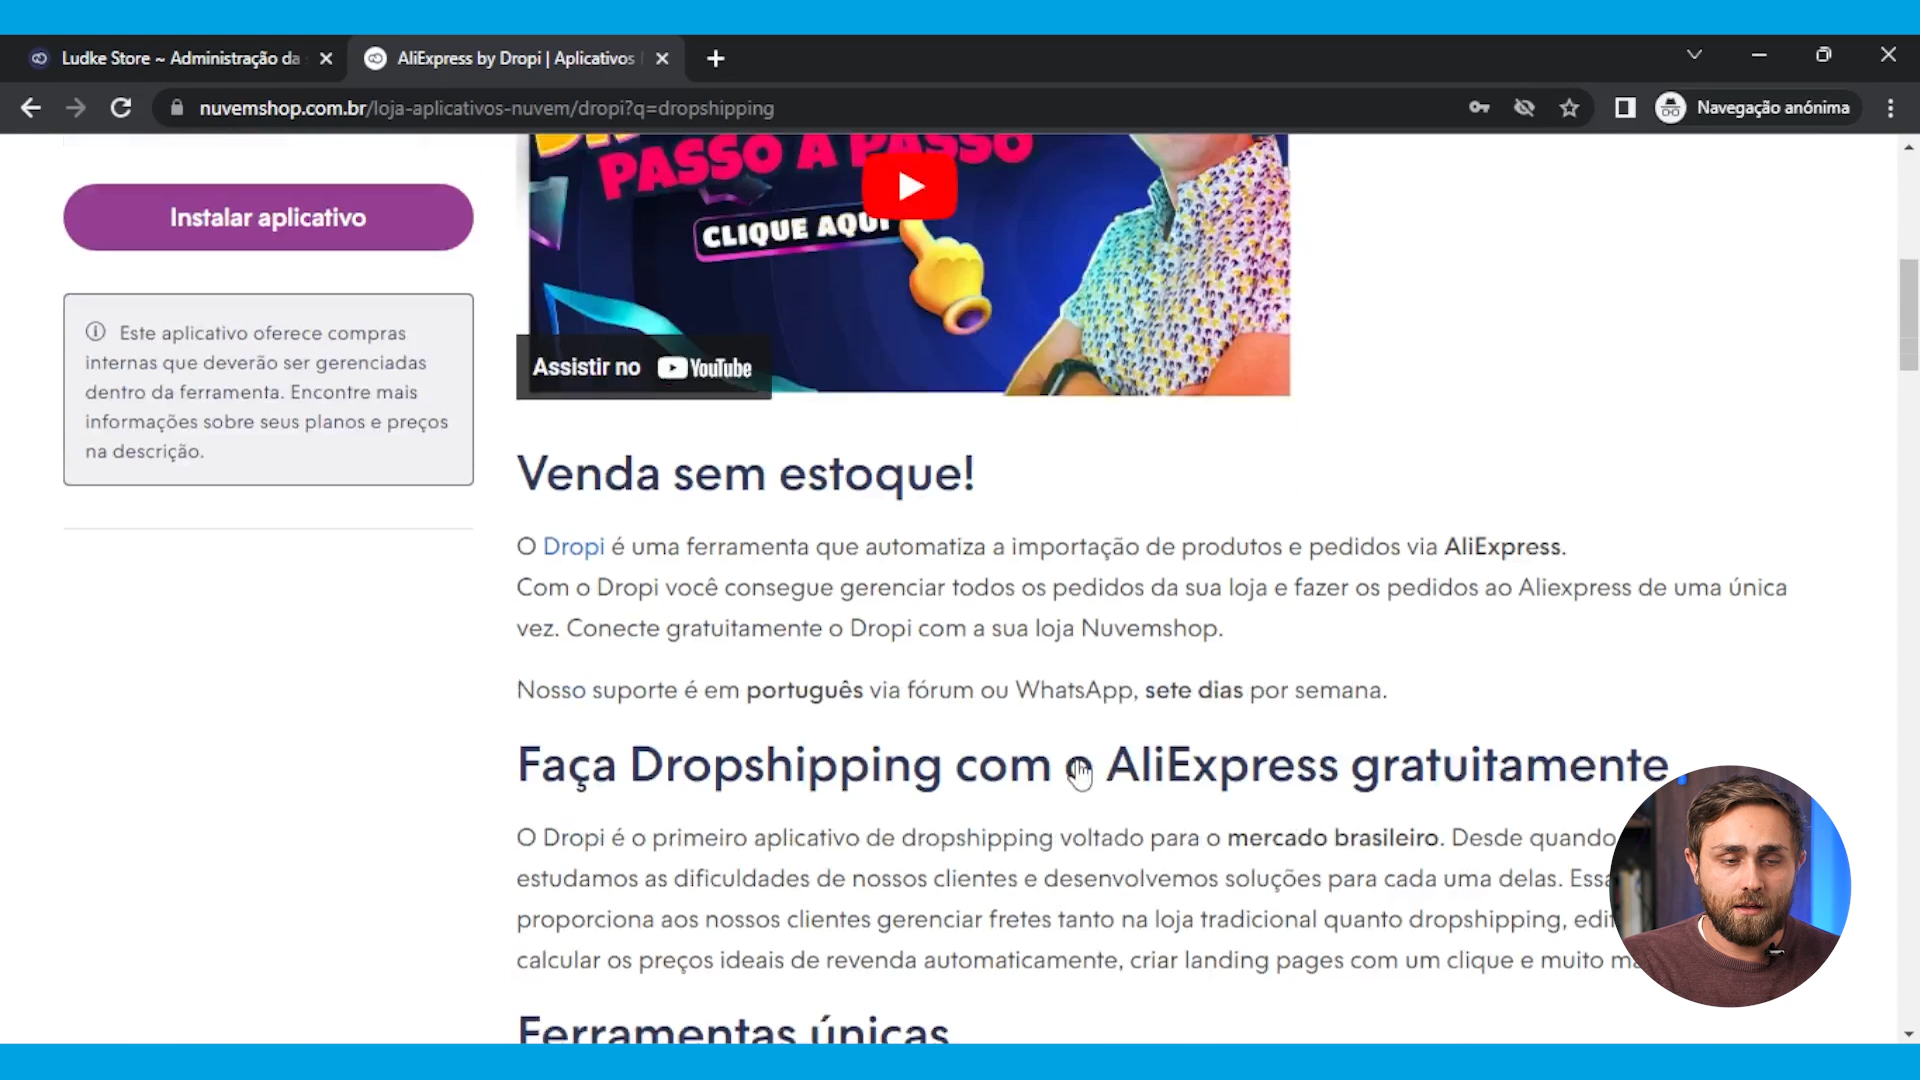 Ludke Store ~ Administração da
AliExpress by Dropi | Aplicativos
nuvemshop.com.br/loja-aplicativos-nuvem/dropi?q=dropshipping
Navegação anónima
PASSO A PASSO
CLIQUE AQUI
Assistir no YouTube
Instalar aplicativo
Este aplicativo oferece compras
internas que deverão ser gerenciadas
dentro da ferramenta. Encontre mais
informações sobre seus planos e preços
na descrição.
Venda sem estoque!
O Dropi é uma ferramenta que automatiza a importação de produtos e pedidos via AliExpress.
Com o Dropi você consegue gerenciar todos os pedidos da sua loja e fazer os pedidos ao Aliexpress de uma única
vez. Conecte gratuitamente o Dropi com a sua loja Nuvemshop.
Nosso suporte é em português via fórum ou WhatsApp, sete dias por semana.
Faça Dropshipping com o AliExpress gratuitamente
O Dropi é o primeiro aplicativo de dropshipping voltado para o mercado brasileiro. Desde quando
estudamos as dificuldades de nossos clientes e desenvolvemos soluções para cada uma delas. Essa
proporciona aos nossos clientes gerenciar fretes tanto na loja tradicional quanto dropshipping,
calcular os preços ideais de revenda automaticamente, criar landing pages com um clique e muito
Ferramentas únicas